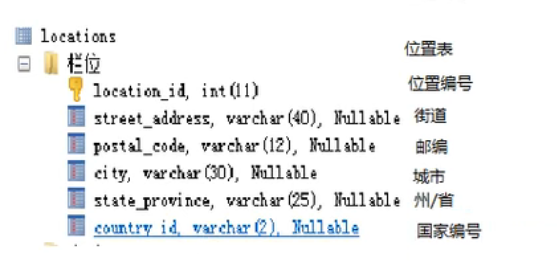 locations 位置表
栏位
location_id, int(11) 位置编号
street_address, varchar(40), Nullable 街道
postal_code, varchar(12), Nullable 邮编
city, varchar(30), Nullable 城市
state_province, varchar(25), Nullable 州/省
country_id, varchar(2), Nullable 国家编号